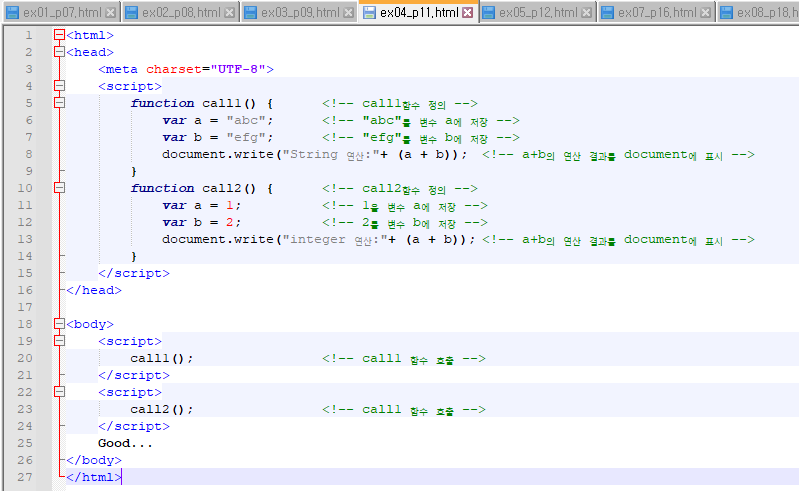 ex01_p07.html ex02_p08.html ex03_p09.html ex04_p11.html ex05_p12.html ex07_p16.html ex08_p18.h
1 <html>
2 <head>
3 <meta charset="UTF-8">
4 <script>
5 function call1() { <!-- call1함수 정의 -->
6 var a = "abc"; <!-- "abc"를 변수 a에 저장 -->
7 var b = "efg"; <!-- "efg"를 변수 b에 저장 -->
8 document.write("String 연산:"+ (a + b)); <!-- a+b의 연산 결과를 document에 표시 -->
9 }
10 function call2() { <!-- call2함수 정의 -->
11 var a = 1; <!-- 1을 변수 a에 저장 -->
12 var b = 2; <!-- 2를 변수 b에 저장 -->
13 document.write("integer 연산:"+ (a + b)); <!-- a+b의 연산 결과를 document에 표시 -->
14 }
15 </script>
16 </head>
17
18 <body>
19 <script>
20 call1(); <!-- call1 함수 호출 -->
21 </script>
22 <script>
23 call2(); <!-- call1 함수 호출 -->
24 </script>
25 Good...
26 </body>
27 </html>